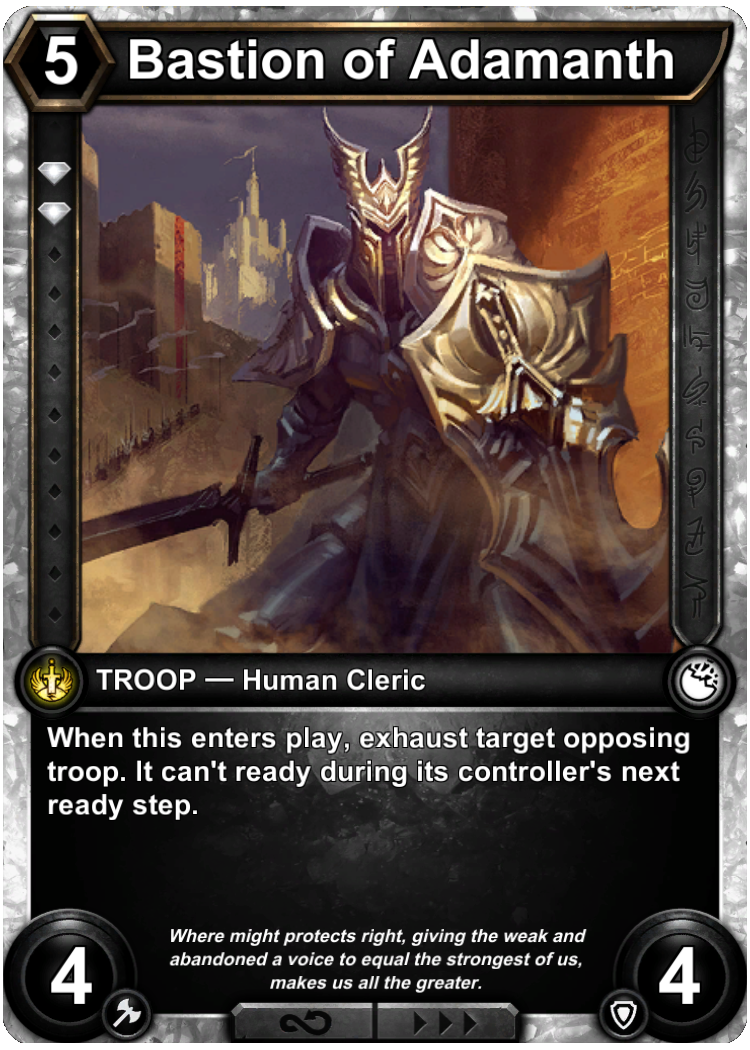 5 Bastion of Adamanth
TROOP — Human Cleric
When this enters play, exhaust target opposing
troop. It can't ready during its controller's next
ready step.
Where might protects right, giving the weak and
abandoned a voice to equal the strongest of us,
makes us all the greater.
4 4